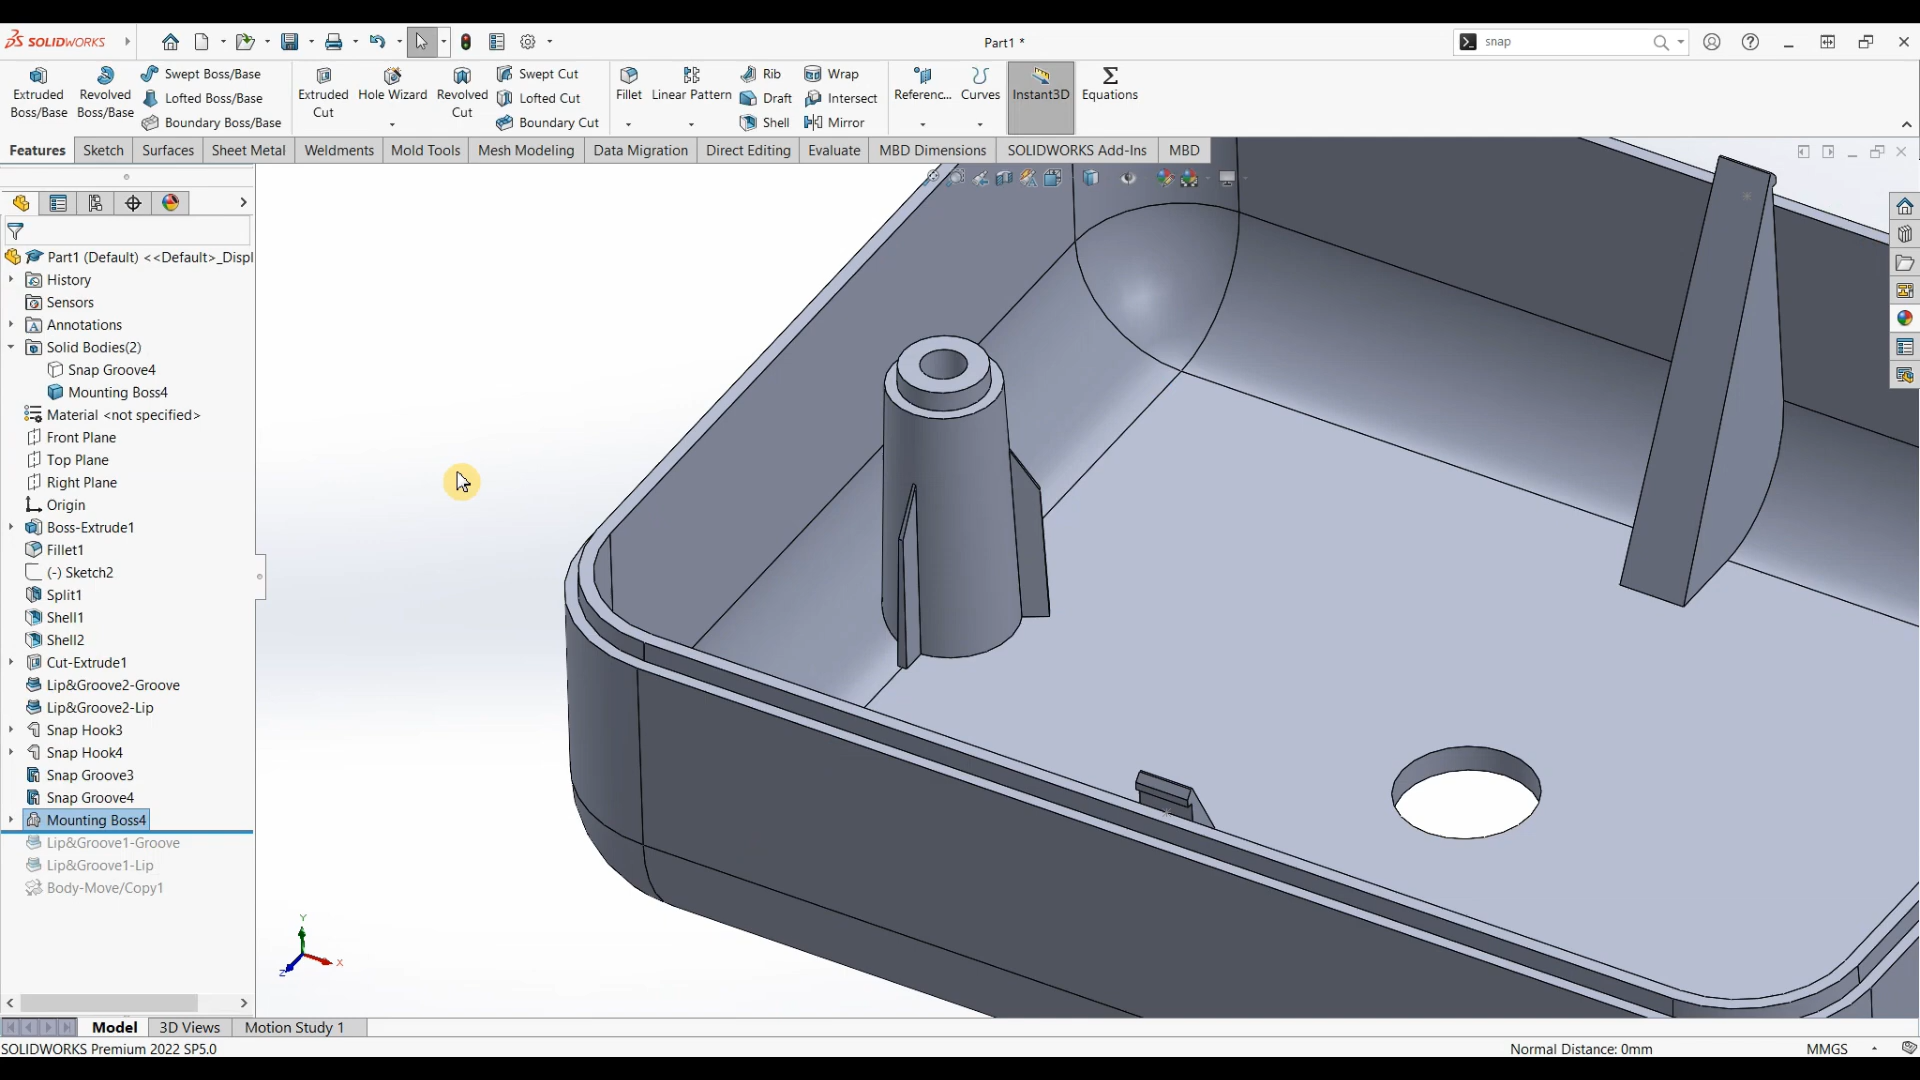 SOLIDWORKS
Part1 *
snap
Extruded Boss/Base
Revolved Boss/Base
Swept Boss/Base
Lofted Boss/Base
Boundary Boss/Base
Extruded Cut
Hole Wizard
Revolved Cut
Swept Cut
Lofted Cut
Boundary Cut
Fillet
Linear Pattern
Rib
Draft
Shell
Wrap
Intersect
Mirror
Referenc...
Curves
Instant3D
Equations
Features
Sketch
Surfaces
Sheet Metal
Weldments
Mold Tools
Mesh Modeling
Data Migration
Direct Editing
Evaluate
MBD Dimensions
SOLIDWORKS Add-Ins
MBD
Part1 (Default) <<Default>_Displ
History
Sensors
Annotations
Solid Bodies(2)
Snap Groove4
Mounting Boss4
Material <not specified>
Front Plane
Top Plane
Right Plane
Origin
Boss-Extrude1
Fillet1
(-) Sketch2
Split1
Shell1
Shell2
Cut-Extrude1
Lip&Groove2-Groove
Lip&Groove2-Lip
Snap Hook3
Snap Hook4
Snap Groove3
Snap Groove4
Mounting Boss4
Lip&Groove1-Groove
Lip&Groove1-Lip
Body-Move/Copy1
Y
X
Z
Model
3D Views
Motion Study 1
SOLIDWORKS Premium 2022 SP5.0
Normal Distance: 0mm
MMGS